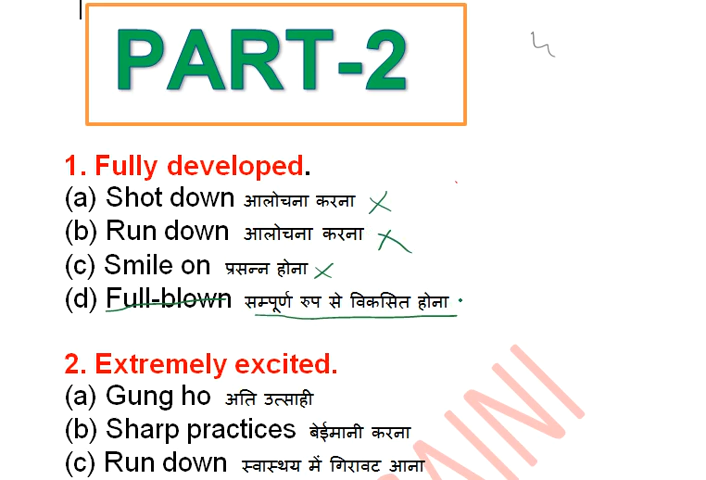 PART-2
1. Fully developed.
(a) Shot down आलोचना करना
(b) Run down आलोचना करना
(c) Smile on प्रसन्न होना
(d) Full-blown सम्पूर्ण रुप से विकसित होना
2. Extremely excited.
(a) Gung ho अति उत्साही
(b) Sharp practices बेईमानी करना
(c) Run down स्वास्थय में गिरावट आना
AINI